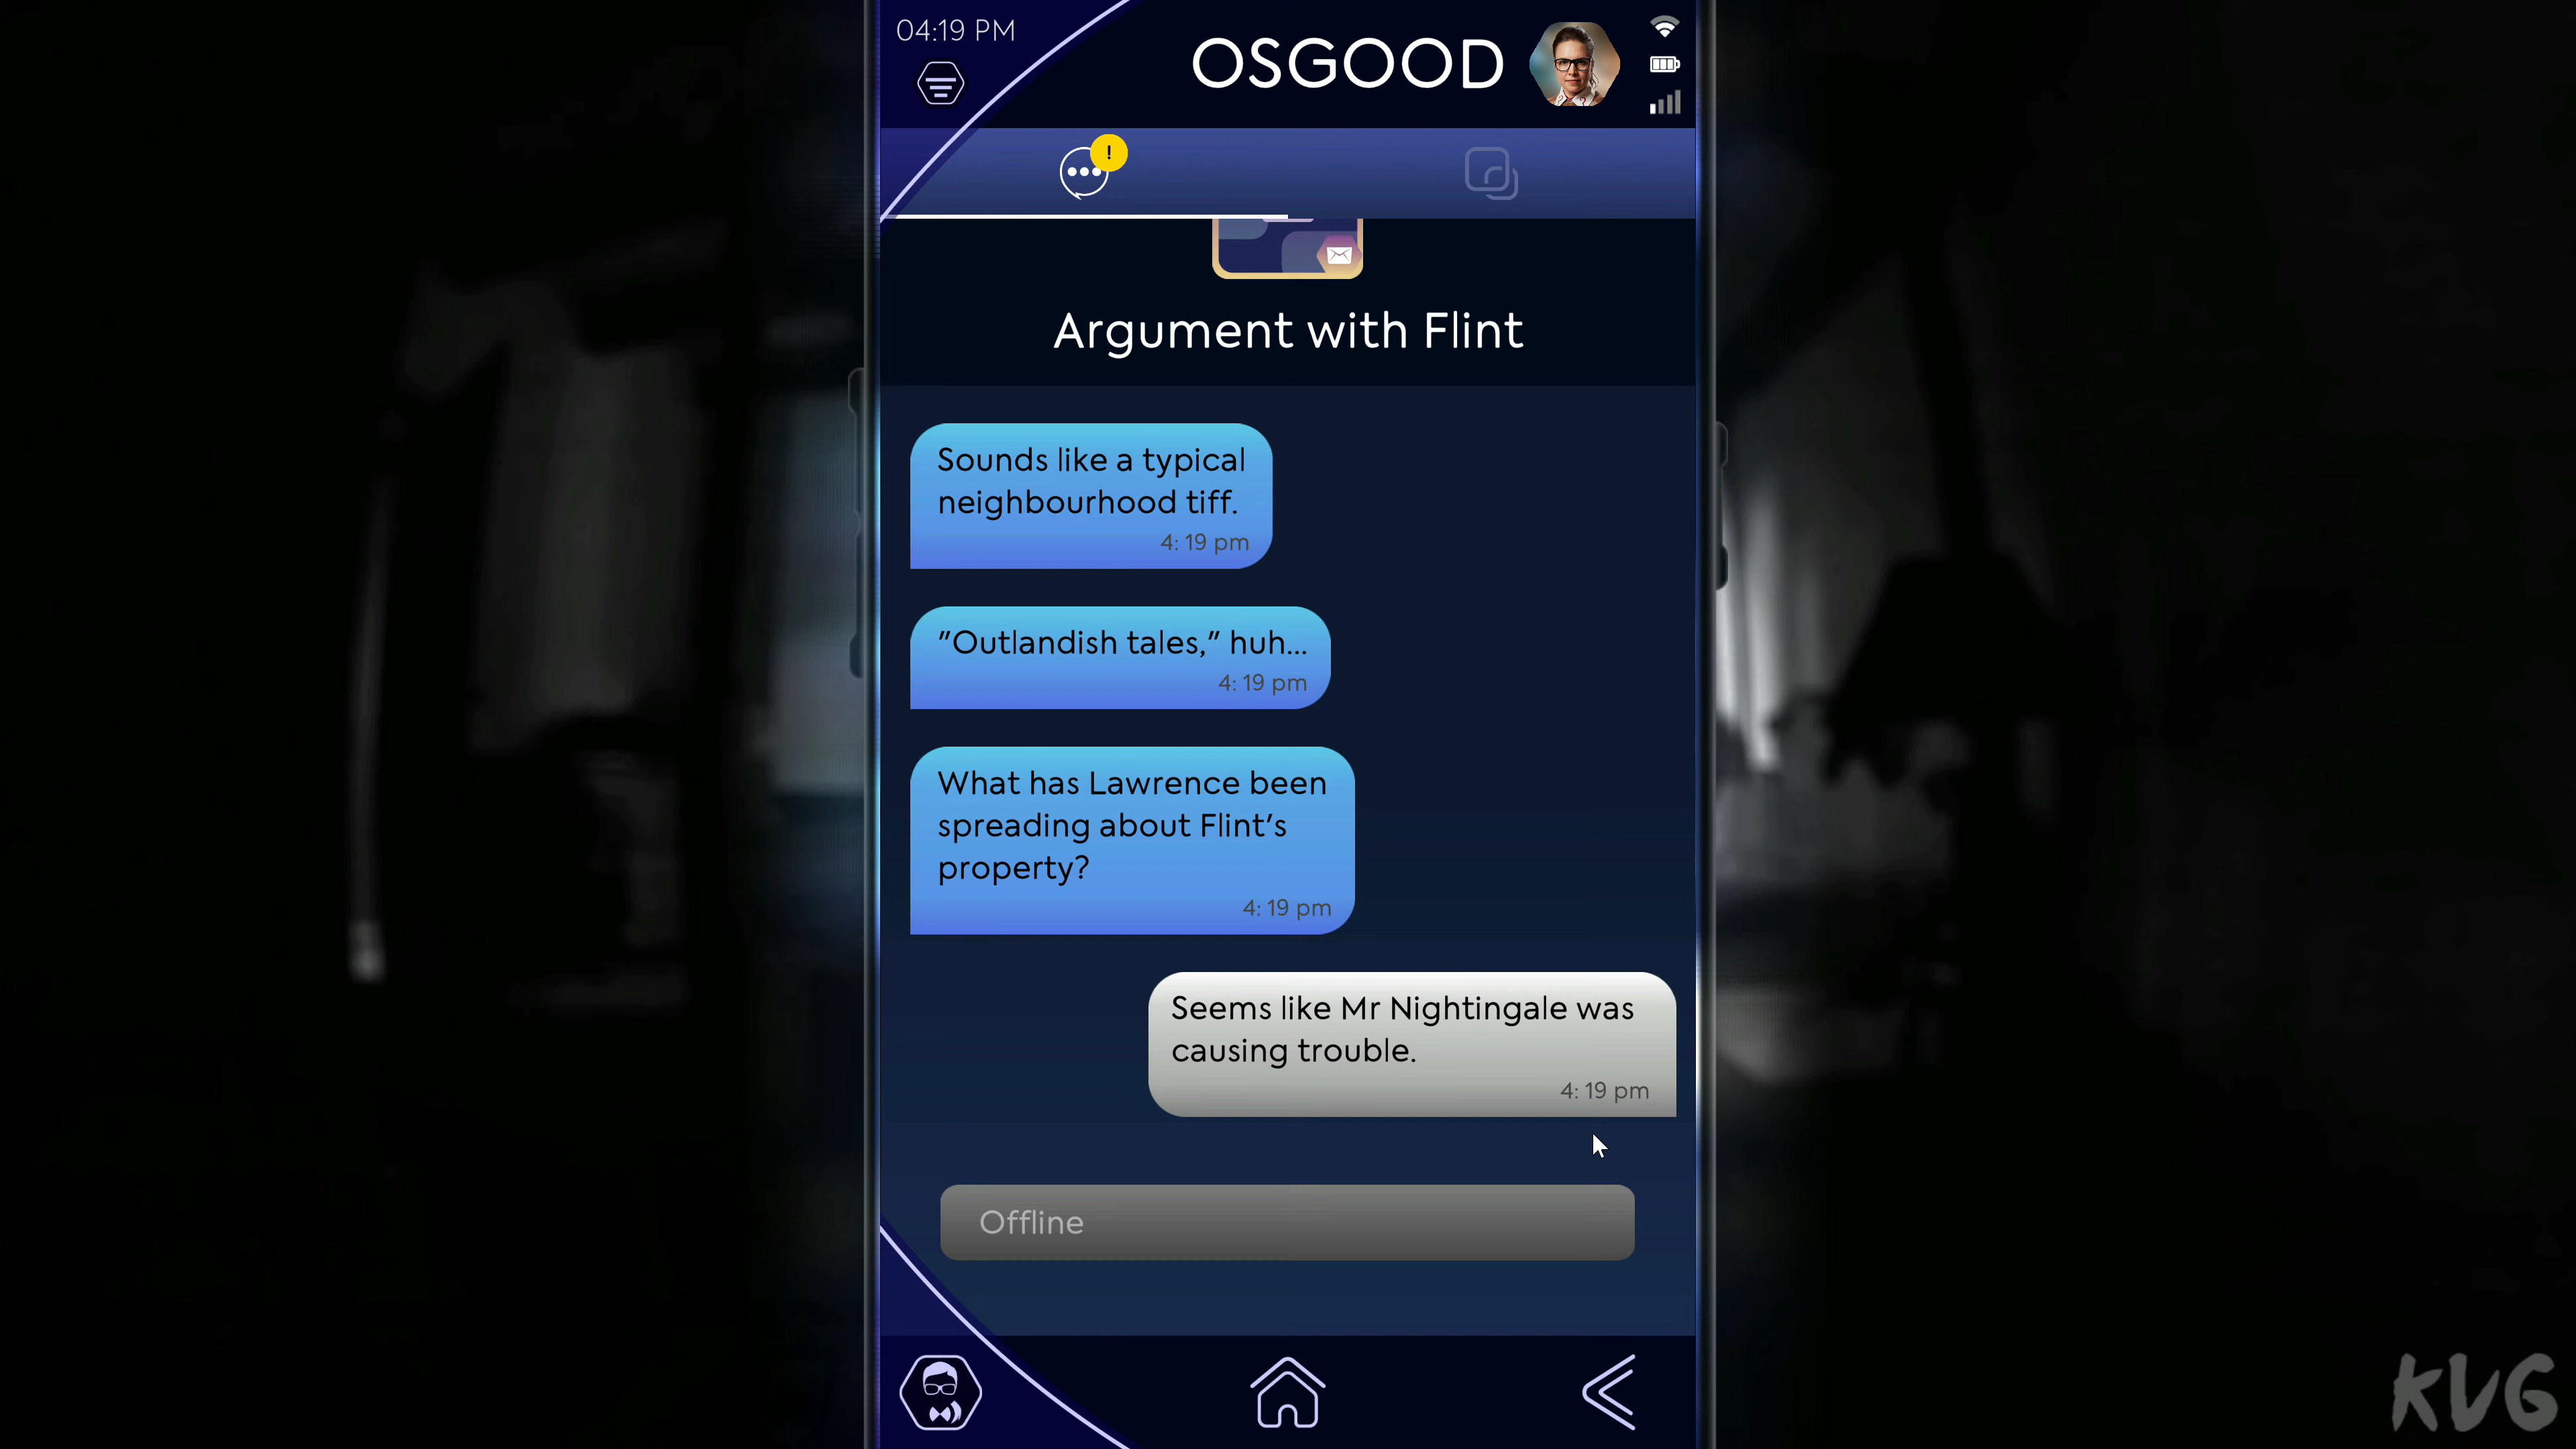 04:19 PM
OSGOOD
!
Argument with Flint
Sounds like a typical
neighbourhood tiff.
4: 19 pm
"Outlandish tales," huh...
4: 19 pm
What has Lawrence been
spreading about Flint's
property?
4: 19 pm
Seems like Mr Nightingale was
causing trouble.
4: 19 pm
Offline
KVG